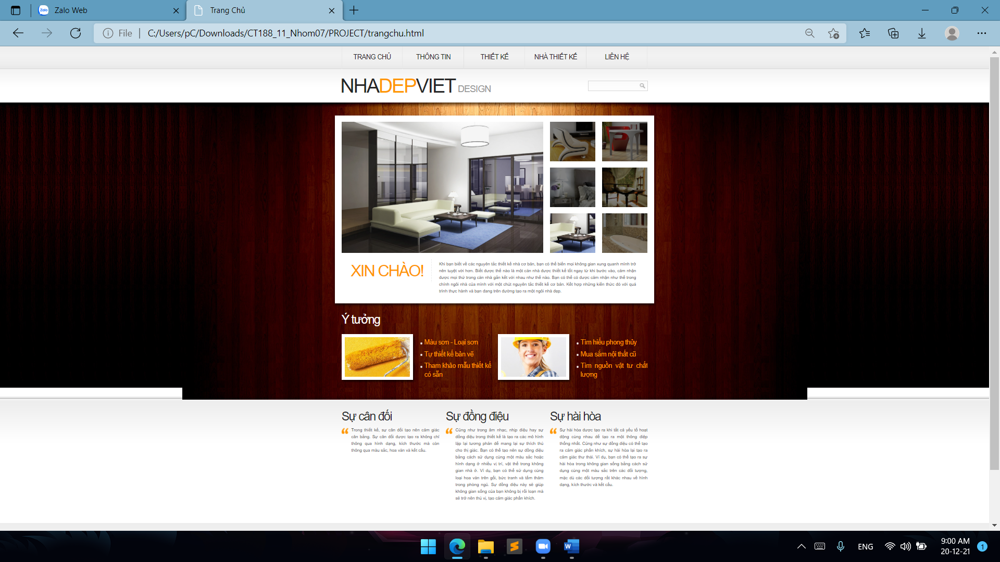 Zalo Web
Trang Chủ
File
C:/Users/pC/Downloads/CT188_11_Nhom07/PROJECT/trangchu.html
TRANG CHỦ
THÔNG TIN
THIẾT KẾ
NHÀ THIẾT KẾ
LIÊN HỆ
NHADEPVIET DESIGN
XIN CHÀO!
Khi bạn biết về các nguyên tắc thiết kế nhà cơ bản, bạn có thể biến mọi không gian xung quanh mình trở
nên tuyệt vời hơn. Biết được thế nào là một căn nhà được thiết kế tốt ngay từ khi bước vào, cảm nhận
được mọi thứ trong căn nhà gắn kết với nhau như thế nào. Bạn có thể có được cảm nhận như thế trong
chính ngôi nhà của mình với một chút nguyên tắc thiết kế cơ bản. Kết hợp những kiến thức đó với quá
trình thực hành và bạn đang trên đường tạo ra một ngôi nhà đẹp.
Ý tưởng
Màu sơn - Loại sơn
Tự thiết kế bản vẽ
Tham khảo mẫu thiết kế
có sẵn
Tìm hiểu phong thủy
Mua sắm nội thất cũ
Tìm nguồn vật tư chất
lượng
Sự cân đối
Trong thiết kế, sự cân đối tạo nên cảm giác
cân bằng. Sự cân đối được tạo ra không chỉ
thông qua hình dạng, kích thước mà còn
thông qua màu sắc, hoa văn và kết cấu.
Sự đồng điệu
Cũng như trong âm nhạc, nhịp điệu hay sự
đồng điệu trong thiết kế là tạo ra các mô hình
lặp lại tương phản để mang lại sự thích thú
cho thị giác. Bạn có thể tạo nên sự đồng điệu
bằng cách sử dụng cùng một màu sắc hoặc
hình dạng ở nhiều vị trí, vật thể trong không
gian nhà ở. Ví dụ, bạn có thể sử dụng cùng
loại hoa văn trên gối, bức tranh và tấm thảm
trong phòng ngủ. Sự đồng điệu này sẽ giúp
không gian sống của bạn không bị rối loạn mà
sẽ trở nên thú vị, tạo cảm giác phấn khích.
Sự hài hòa
Sự hài hòa được tạo ra khi tất cả yếu tố hoạt
động cùng nhau để tạo ra một thông điệp
thống nhất. Cũng như sự đồng điệu có thể tạo
ra cảm giác phấn khích, sự hài hòa lại tạo ra
cảm giác thư thái. Ví dụ, bạn có thể tạo ra sự
hài hòa trong không gian sống bằng cách sử
dụng cùng một màu sắc trên các đối tượng,
mặc dù các đối tượng rất khác nhau về hình
dạng, kích thước và kết cấu.
ENG
9:00 AM
20-12-21
1